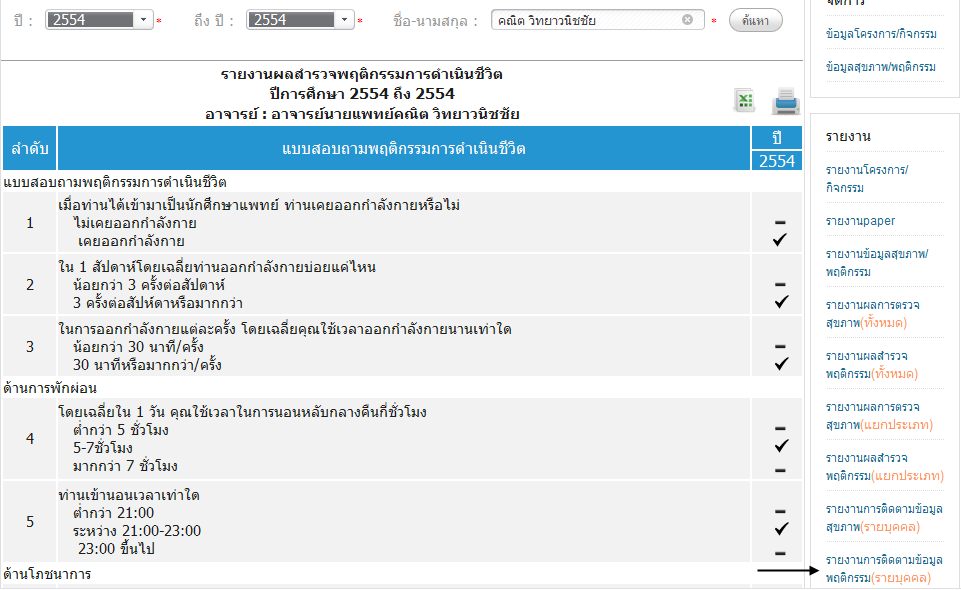 ปี : 2554 * ถึง ปี : 2554 * ชื่อ-นามสกุล : คณิต วิทยาวนิชชัย * ค้นหา
รายงานผลสำรวจพฤติกรรมการดำเนินชีวิต
ปีการศึกษา 2554 ถึง 2554
อาจารย์ : อาจารย์นายแพทย์คณิต วิทยาวนิชชัย
ลำดับ แบบสอบถามพฤติกรรมการดำเนินชีวิต ปี
2554
แบบสอบถามพฤติกรรมการดำเนินชีวิต
1 เมื่อท่านได้เข้ามาเป็นนักศึกษาแพทย์ ท่านเคยออกกำลังกายหรือไม่
ไม่เคยออกกำลังกาย
เคยออกกำลังกาย
2 ใน 1 สัปดาห์โดยเฉลี่ยท่านออกกำลังกายบ่อยแค่ไหน
น้อยกว่า 3 ครั้งต่อสัปดาห์
3 ครั้งต่อสัปห์ดาหรือมากกว่า
3 ในการออกกำลังกายแต่ละครั้ง โดยเฉลี่ยคุณใช้เวลาออกกำลังกายนานเท่าใด
น้อยกว่า 30 นาที/ครั้ง
30 นาทีหรือมากกว่า/ครั้ง
ด้านการพักผ่อน
4 โดยเฉลี่ยใน 1 วัน คุณใช้เวลาในการนอนหลับกลางคืนกี่ชั่วโมง
ต่ำกว่า 5 ชั่วโมง
5-7ชั่วโมง
มากกว่า 7 ชั่วโมง
5 ท่านเข้านอนเวลาเท่าใด
ต่ำกว่า 21:00
ระหว่าง 21:00-23:00
23:00 ขึ้นไป
ด้านโภชนาการ
ข้อมูลโครงการ/กิจกรรม
ข้อมูลสุขภาพ/พฤติกรรม
รายงาน
รายงานโครงการ/
กิจกรรม
รายงานpaper
รายงานข้อมูลสุขภาพ/
พฤติกรรม
รายงานผลการตรวจ
สุขภาพ(ทั้งหมด)
รายงานผลสำรวจ
พฤติกรรม(ทั้งหมด)
รายงานผลการตรวจ
สุขภาพ(แยกประเภท)
รายงานผลสำรวจ
พฤติกรรม(แยกประเภท)
รายงานการติดตามข้อมูล
สุขภาพ(รายบุคคล)
รายงานการติดตามข้อมูล
พฤติกรรม(รายบุคคล)